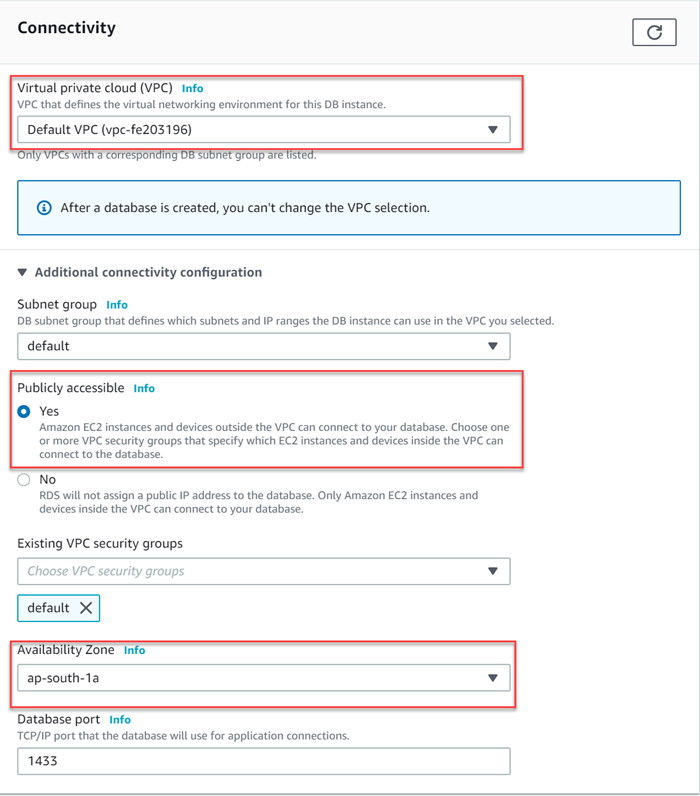 Connectivity
Virtual private cloud (VPC) Info
VPC that defines the virtual networking environment for this DB instance.
Default VPC (vpc-fe203196)
Only VPCs with a corresponding DB subnet group are listed.
After a database is created, you can't change the VPC selection.
Additional connectivity configuration
Subnet group Info
DB subnet group that defines which subnets and IP ranges the DB instance can use in the VPC you selected.
default
Publicly accessible Info
Yes
Amazon EC2 instances and devices outside the VPC can connect to your database. Choose one
or more VPC security groups that specify which EC2 instances and devices inside the VPC can
connect to the database.
No
RDS will not assign a public IP address to the database. Only Amazon EC2 instances and
devices inside the VPC can connect to your database.
Existing VPC security groups
Choose VPC security groups
default
Availability Zone Info
ap-south-1a
Database port Info
TCP/IP port that the database will use for application connections.
1433